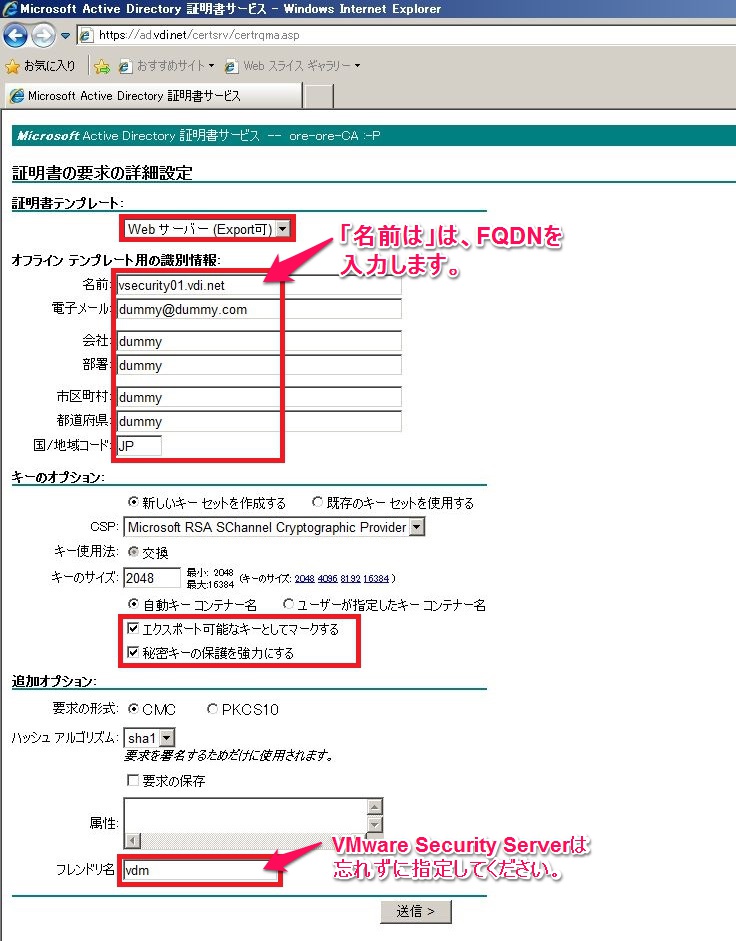 Microsoft Active Directory 証明書サービス - Windows Internet Explorer
https://ad.vdi.net/certsrv/certrqma.asp
お気に入り おすすめサイト Web スライス ギャラリー
Microsoft Active Directory 証明書サービス
Microsoft Active Directory 証明書サービス -- ore-ore-CA :-P
証明書の要求の詳細設定
証明書テンプレート:
Web サーバー (Export可)
「名前は」は、FQDNを
入力します。
オフライン テンプレート用の識別情報:
名前: vsecurity01.vdi.net
電子メール: dummy@dummy.com
会社: dummy
部署: dummy
市区町村: dummy
都道府県: dummy
国/地域コード: JP
キーのオプション:
新しいキー セットを作成する 既存のキー セットを使用する
CSP: Microsoft RSA SChannel Cryptographic Provider
キー使用法: 交換
キーのサイズ: 2048 最小: 2048 (キーのサイズ: 2048 4096 8192 16384 )
最大:16384
自動キー コンテナー名 ユーザーが指定したキー コンテナー名
エクスポート可能なキーとしてマークする
秘密キーの保護を強力にする
追加オプション:
要求の形式: CMC PKCS10
ハッシュ アルゴリズム: sha1
要求を署名するためだけに使用されます。
要求の保存
属性:
VMware Security Serverは
忘れずに指定してください。
フレンドリ名 vdm
送信 >